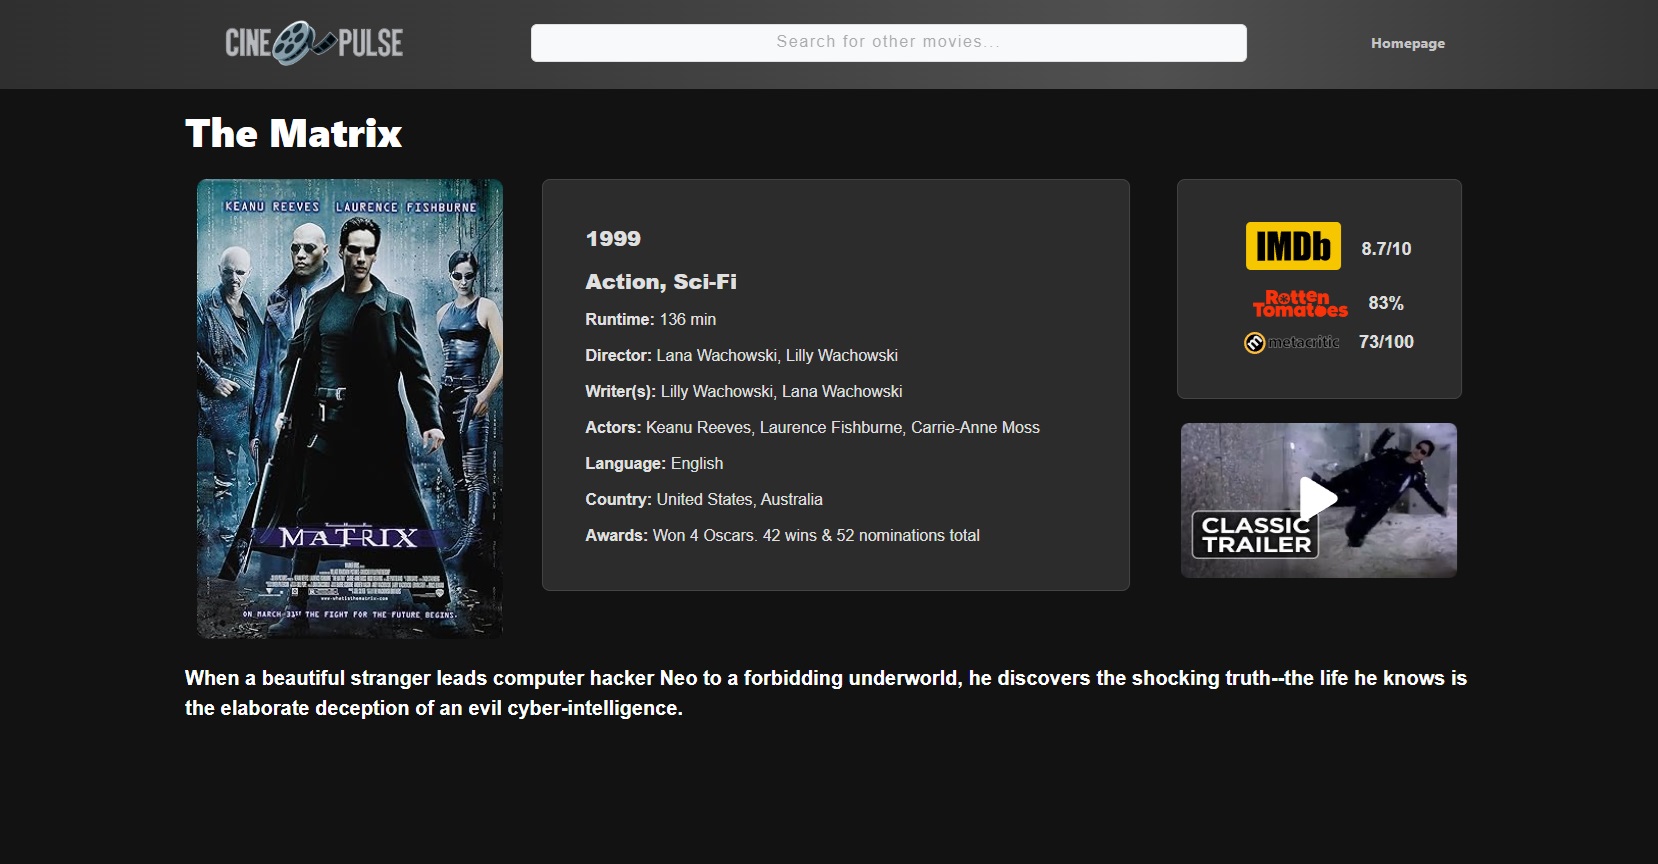 CINE PULSE
Search for other movies...
Homepage
The Matrix
KEANU REEVES LAURENCE FISHBURNE
THE
MATRIX
www.whatisthematrix.com
ON MARCH 31ST THE FIGHT FOR THE FUTURE BEGINS.
1999
Action, Sci-Fi
Runtime: 136 min
Director: Lana Wachowski, Lilly Wachowski
Writer(s): Lilly Wachowski, Lana Wachowski
Actors: Keanu Reeves, Laurence Fishburne, Carrie-Anne Moss
Language: English
Country: United States, Australia
Awards: Won 4 Oscars. 42 wins & 52 nominations total
IMDb 8.7/10
Rotten
Tomatoes 83%
m metacritic 73/100
CLASSIC
TRAILER
When a beautiful stranger leads computer hacker Neo to a forbidding underworld, he discovers the shocking truth--the life he knows is
the elaborate deception of an evil cyber-intelligence.